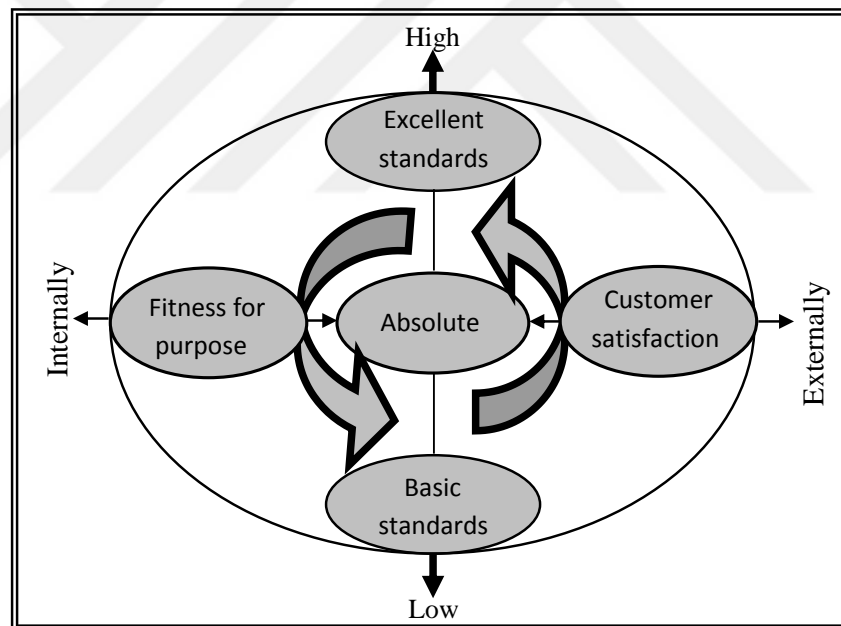 High
Excellent
standards
Internally
Fitness for
purpose
Absolute
Customer
satisfaction
Externally
Basic
standards
Low